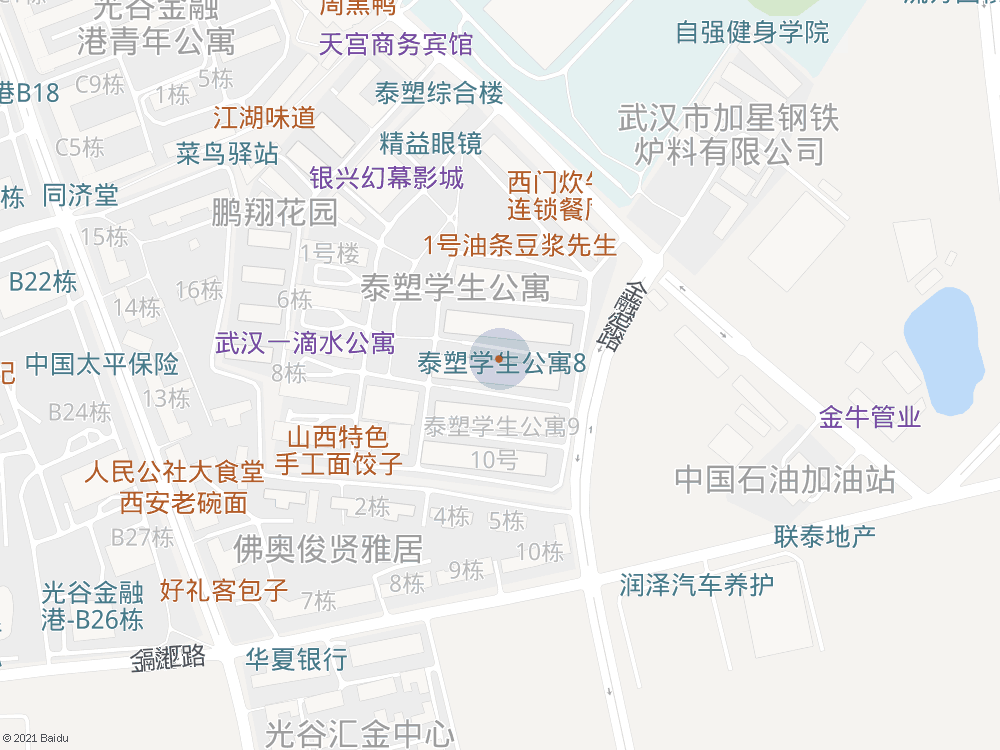 光谷金融
港青年公寓
周黑鸭
天宫商务宾馆
自强健身学院
C9栋
5栋
1栋
港B18
泰塑综合楼
江湖味道
武汉市加星钢铁
炉料有限公司
精益眼镜
C5栋
菜鸟驿站
银兴幻幕影城
西门炊
连锁餐厅
栋
同济堂
鹏翔花园
15栋
1号楼
1号油条豆浆先生
B22栋
16栋
6栋
泰塑学生公寓
14栋
武汉一滴水公寓
中国太平保险
8栋
泰塑学生公寓8
记
13栋
B24栋
金牛管业
山西特色
手工面饺子
泰塑学生公寓9
10号
人民公社大食堂
西安老碗面
中国石油加油站
2栋
4栋
5栋
B27栋
佛奥俊贤雅居
10栋
联泰地产
9栋
8栋
光谷金融
港-B26栋
好礼客包子
7栋
润泽汽车养护
华夏银行
光谷汇金中心
© 2021 Baidu